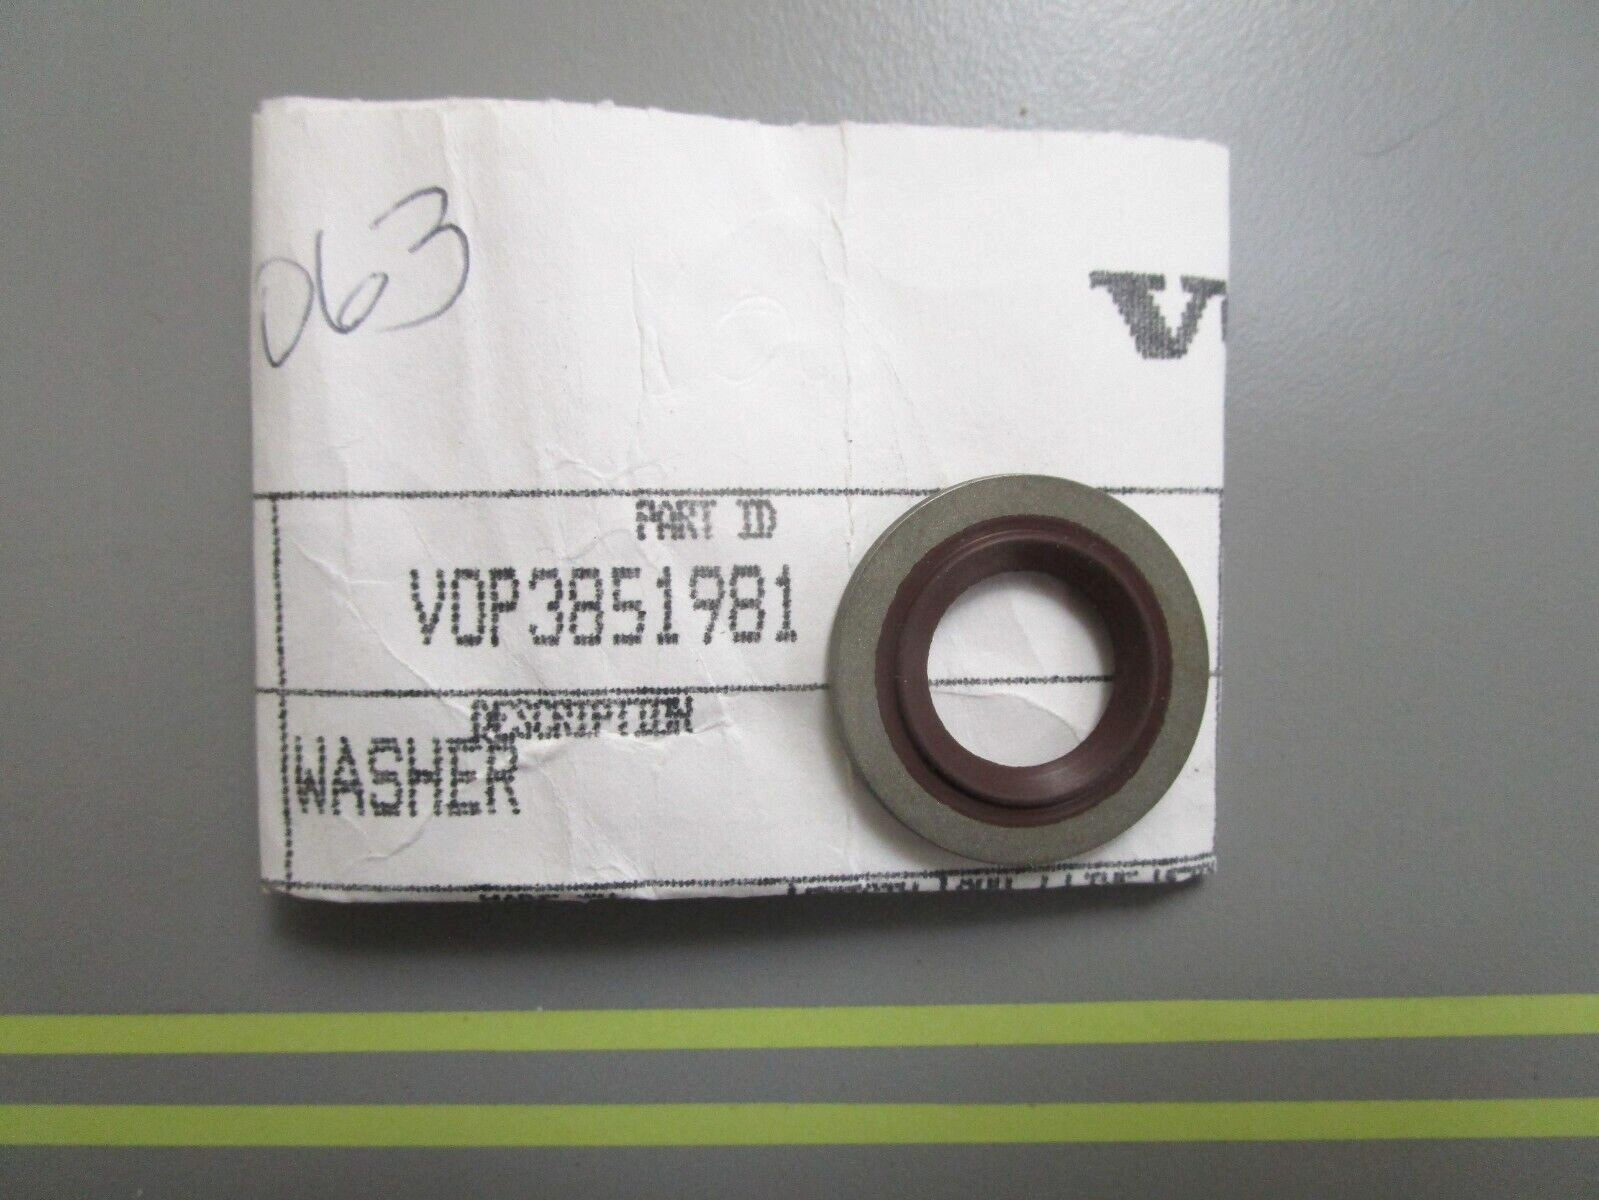 063
V
PART ID
VOP3851981
DESCRIPTION
WASHER